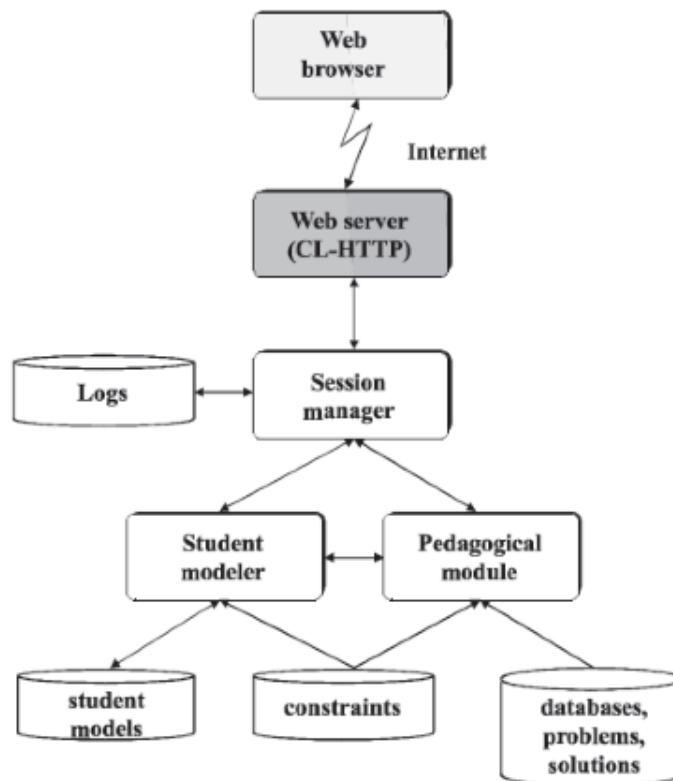 Web
browser
Internet
Web server
(CL-HTTP)
Logs
Session
manager
Student
modeler
Pedagogical
module
student
models
constraints
databases,
problems,
solutions